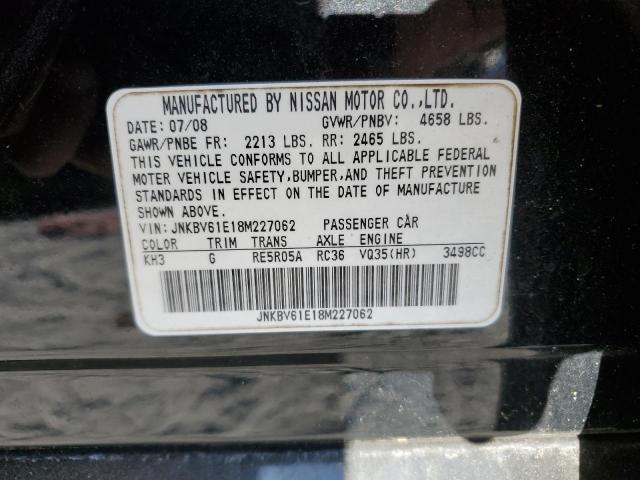 MANUFACTURED BY NISSAN MOTOR CO.,LTD.
DATE: 07/08 GVWR/PNBV: 4658 LBS.
GAWR/PNBE FR: 2213 LBS. RR: 2465 LBS.
THIS VEHICLE CONFORMS TO ALL APPLICABLE FEDERAL
MOTOR VEHICLE SAFETY,BUMPER,AND THEFT PREVENTION
STANDARDS IN EFFECT ON THE DATE OF MANUFACTURE
SHOWN ABOVE.
VIN: JNKBV61E18M227062 PASSENGER CAR
COLOR TRIM TRANS AXLE ENGINE
KH3 G RE5R05A RC36 VQ35(HR) 3498CC
JNKBV61E18M227062